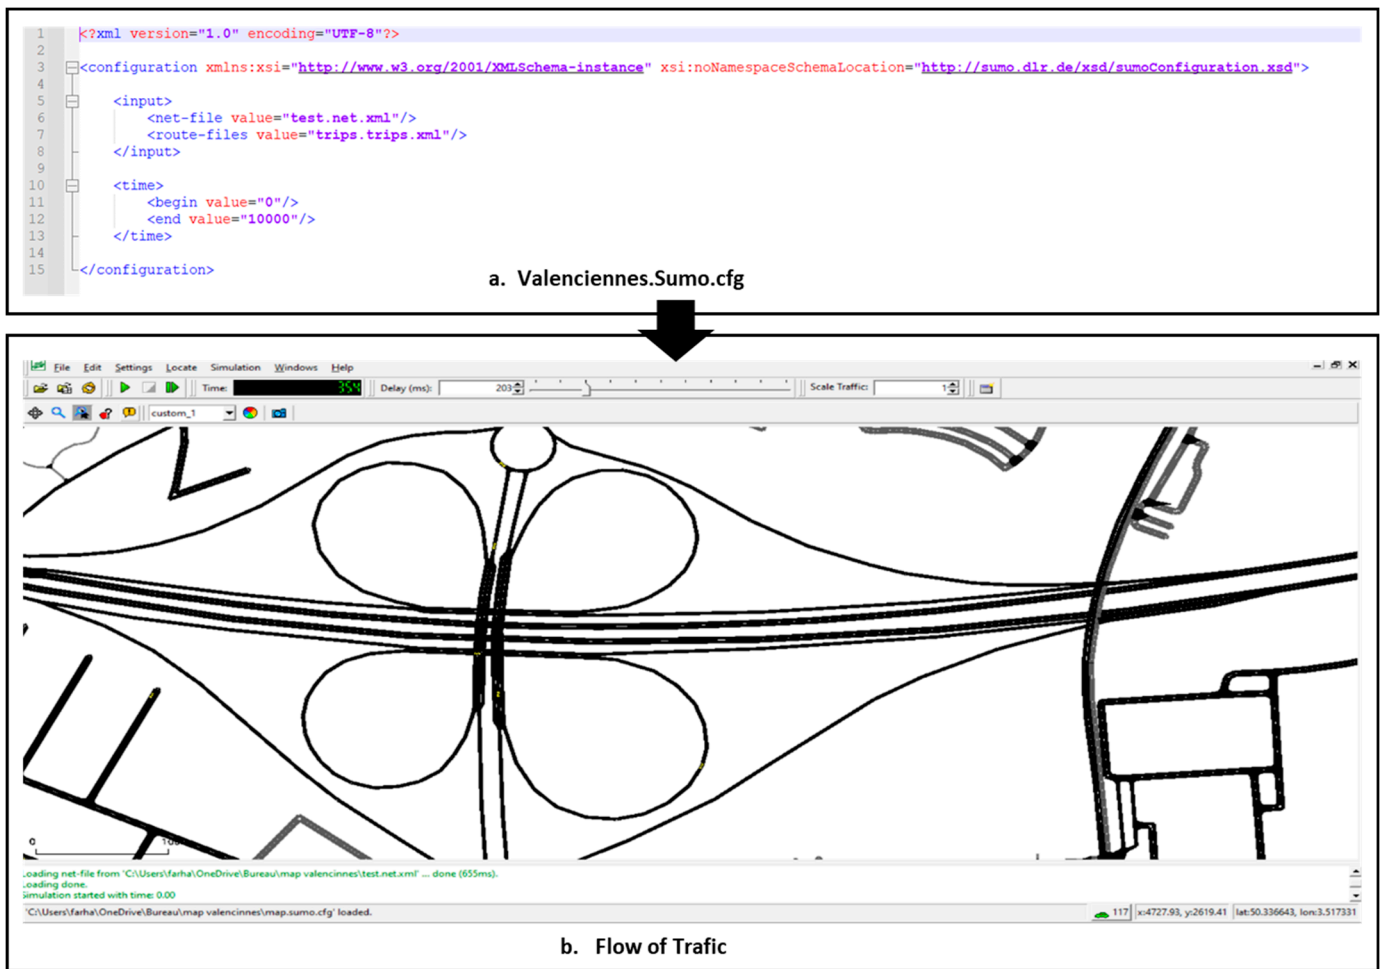 1 <?xml version="1.0" encoding="UTF-8"?>
2
3 <configuration xmlns:xsi="http://www.w3.org/2001/XMLSchema-instance" xsi:noNamespaceSchemaLocation="http://sumo.dlr.de/xsd/sumoConfiguration.xsd">
4
5 <input>
6 <net-file value="test.net.xml"/>
7 <route-files value="trips.trips.xml"/>
8 </input>
9
10 <time>
11 <begin value="0"/>
12 <end value="10000"/>
13 </time>
14
15 </configuration>
a. Valenciennes.Sumo.cfg
File Edit Settings Locate Simulation Windows Help
Time: 354 Delay (ms): 203 Scale Traffic: 1
custom_1
0
Loading net-file from 'C:\Users\farha\OneDrive\Bureau\map valencinnes\test.net.xml' ... done (655ms).
Loading done.
Simulation started with time: 0.00
'C:\Users\farha\OneDrive\Bureau\map valencinnes\map.sumo.cfg' loaded.
117 x:4727.93, y:2619.41 lat:50.336643, lon:3.517331
b. Flow of Trafic